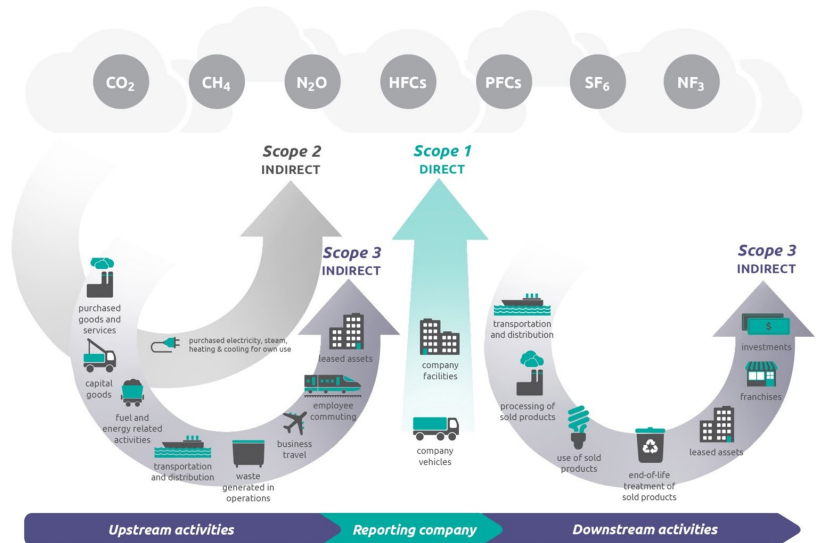 CO₂
CH₄
N₂O
HFCs
PFCs
SF₆
NF₃
Scope 2
INDIRECT
Scope 1
DIRECT
Scope 3
INDIRECT
Scope 3
INDIRECT
purchased
goods and
services
capital
goods
fuel and
energy related
activities
transportation
and distribution
waste
generated in
operations
business
travel
employee
commuting
leased assets
purchased electricity, steam,
heating & cooling for own use
company
facilities
company
vehicles
transportation
and distribution
processing of
sold products
use of sold
products
end-of-life
treatment of
sold products
leased assets
franchises
investments
$
Upstream activities
Reporting company
Downstream activities